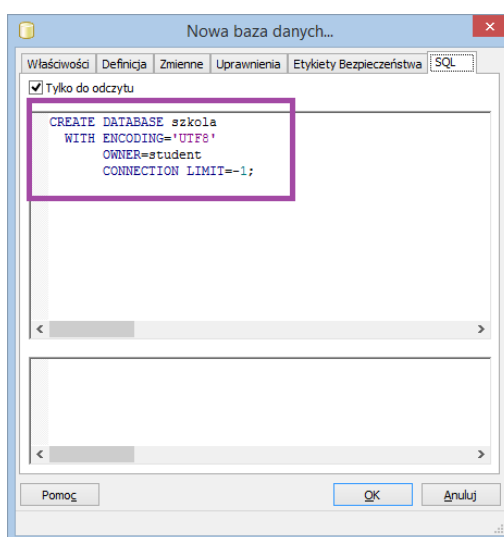 Nowa baza danych...
Właściwości Definicja Zmienne Uprawnienia Etykiety Bezpieczeństwa SQL
Tylko do odczytu
CREATE DATABASE szkola
WITH ENCODING='UTF8'
OWNER=student
CONNECTION LIMIT=-1;
Pomoc OK Anuluj